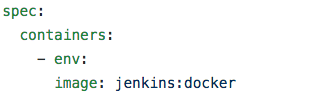 spec:
  containers:
    - env:
      image: jenkins:docker